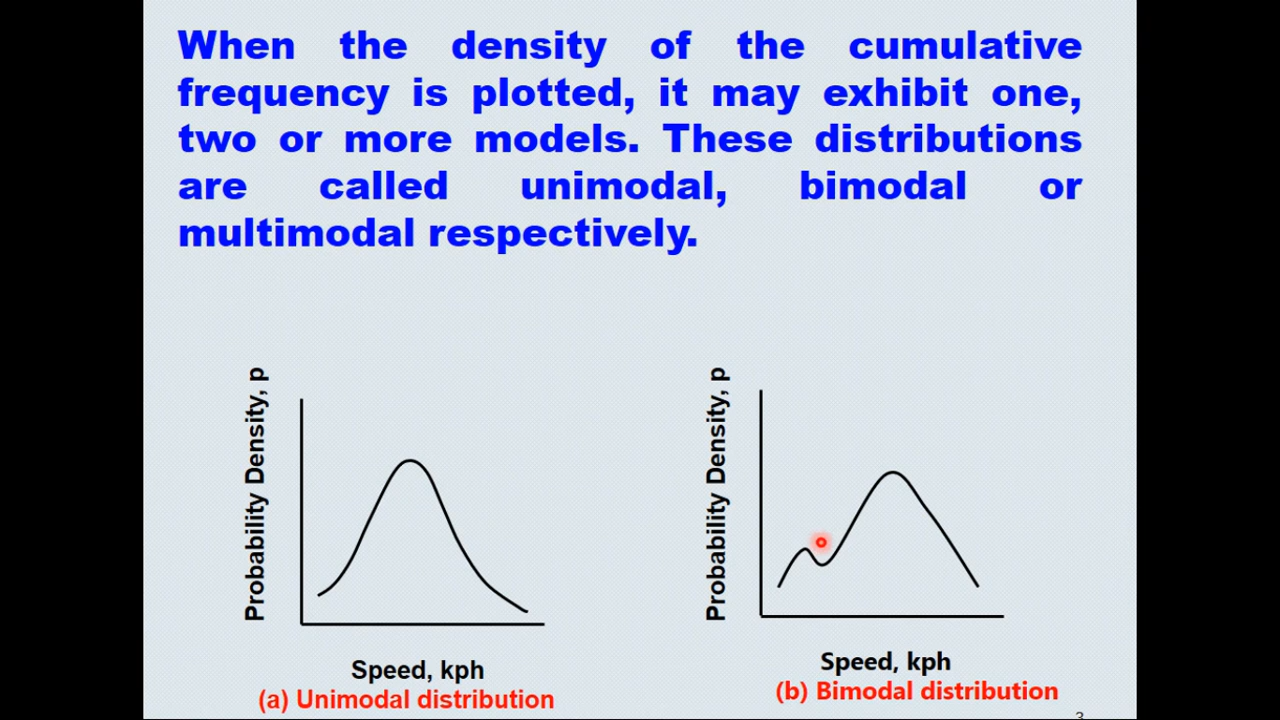 When the density of the cumulative
frequency is plotted, it may exhibit one,
two or more models. These distributions
are called unimodal, bimodal or
multimodal respectively.
Probability Density, p
Speed, kph
(a) Unimodal distribution
Probability Density, p
Speed, kph
(b) Bimodal distribution
3